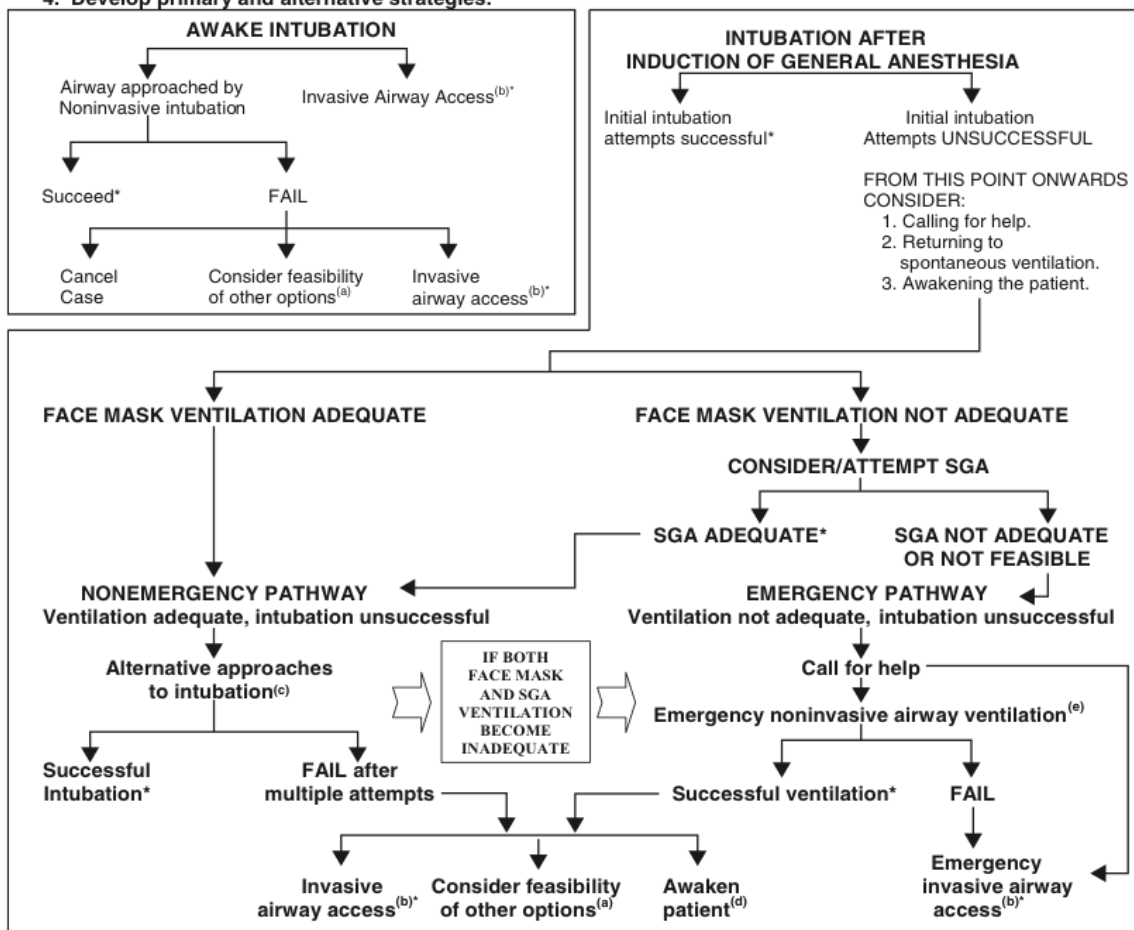 4. Develop primary and alternative strategies:
AWAKE INTUBATION
Airway approached by
Noninvasive intubation
Invasive Airway Access(b)*
Succeed*
FAIL
Cancel
Case
Consider feasibility
of other options(a)
Invasive
airway access(b)*
INTUBATION AFTER
INDUCTION OF GENERAL ANESTHESIA
Initial intubation
attempts successful*
Initial intubation
Attempts UNSUCCESSFUL
FROM THIS POINT ONWARDS
CONSIDER:
1. Calling for help.
2. Returning to
spontaneous ventilation.
3. Awakening the patient.
FACE MASK VENTILATION ADEQUATE
FACE MASK VENTILATION NOT ADEQUATE
CONSIDER/ATTEMPT SGA
SGA ADEQUATE*
SGA NOT ADEQUATE
OR NOT FEASIBLE
NONEMERGENCY PATHWAY
Ventilation adequate, intubation unsuccessful
EMERGENCY PATHWAY
Ventilation not adequate, intubation unsuccessful
Alternative approaches
to intubation(c)
IF BOTH
FACE MASK
AND SGA
VENTILATION
BECOME
INADEQUATE
Call for help
Emergency noninvasive airway ventilation(e)
Successful
Intubation*
FAIL after
multiple attempts
Successful ventilation*
FAIL
Invasive
airway access(b)*
Consider feasibility
of other options(a)
Awaken
patient(d)
Emergency
invasive airway
access(b)*